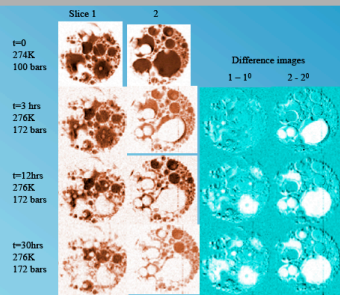 Slice 1 2
t=0
274K
100 bars
Difference images
1 – 1⁰ 2 - 2⁰
t=3 hrs
276K
172 bars
t=12hrs
276K
172 bars
t=30hrs
276K
172 bars